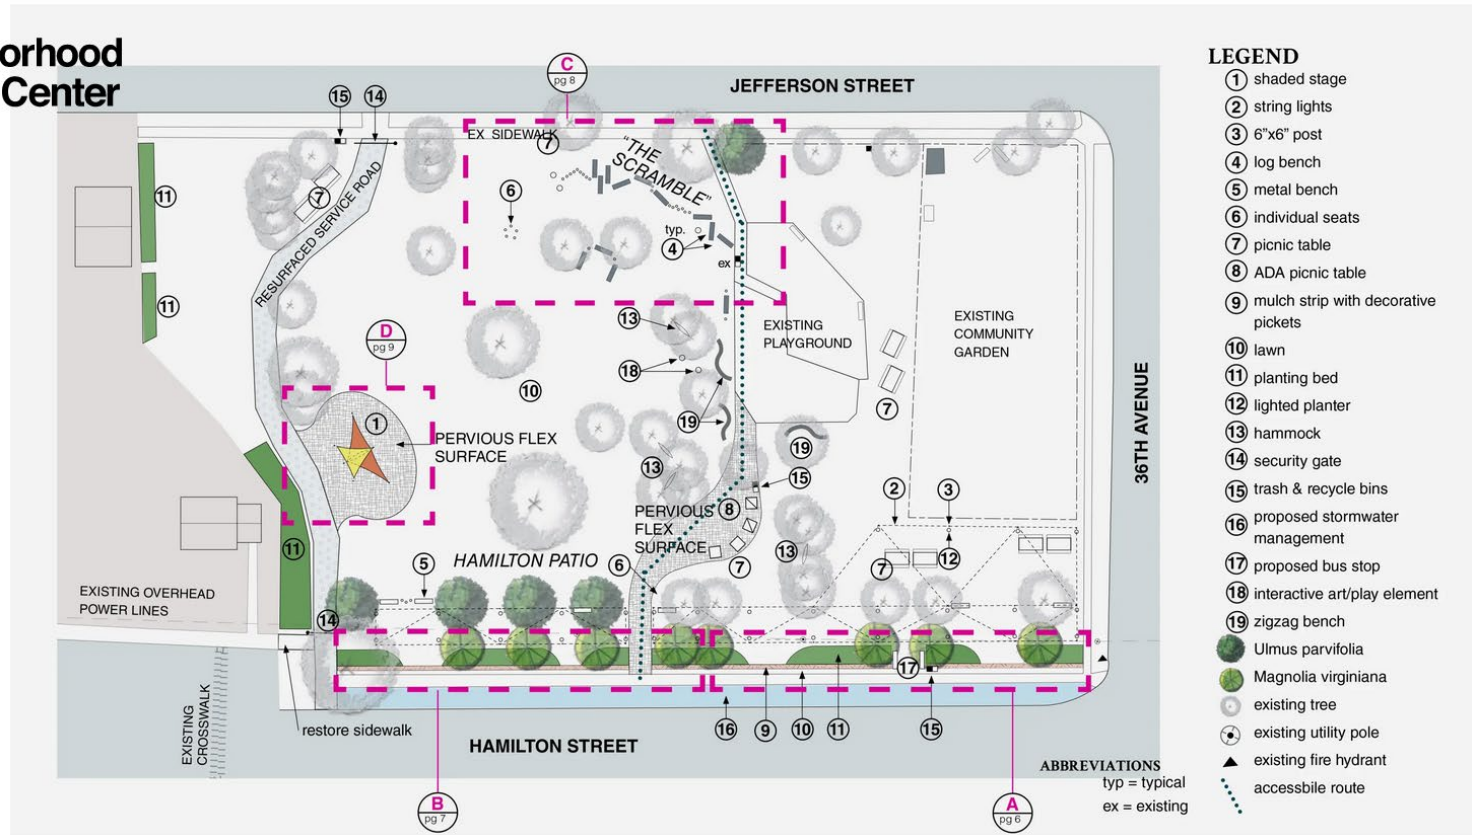 orhood
Center
C
pg 8
JEFFERSON STREET
15
14
EX SIDEWALK
7
"THE
SCRAMBLE"
11
7
6
RESURFACED SERVICE ROAD
typ.
4
ex
11
13
EXISTING
PLAYGROUND
EXISTING
COMMUNITY
GARDEN
D
pg 9
18
10
7
36TH AVENUE
1
PERVIOUS FLEX
SURFACE
19
19
13
15
2
3
8
PERVIOUS
FLEX
SURFACE
11
HAMILTON PATIO
5
6
7
13
7
12
EXISTING OVERHEAD
POWER LINES
14
17
EXISTING
CROSSWALK
restore sidewalk
16
9
10
11
15
HAMILTON STREET
B
pg 7
A
pg 6
ABBREVIATIONS
typ = typical
ex = existing
LEGEND
1 shaded stage
2 string lights
3 6"x6" post
4 log bench
5 metal bench
6 individual seats
7 picnic table
8 ADA picnic table
9 mulch strip with decorative
pickets
10 lawn
11 planting bed
12 lighted planter
13 hammock
14 security gate
15 trash & recycle bins
16 proposed stormwater
management
17 proposed bus stop
18 interactive art/play element
19 zigzag bench
Ulmus parvifolia
Magnolia virginiana
existing tree
existing utility pole
existing fire hydrant
accessbile route